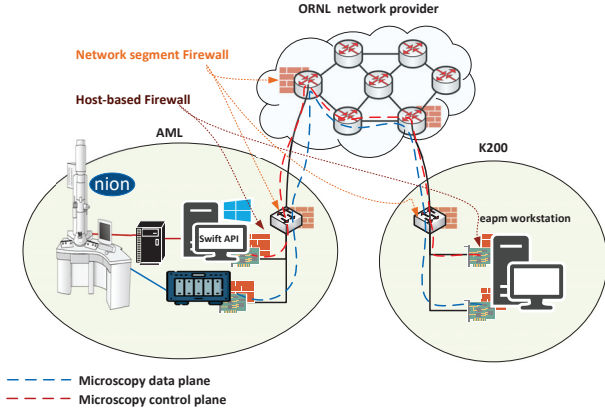 ORNL network provider
Network segment Firewall
Host-based Firewall
AML
K200
nion
Swift API
eapm workstation
Microscopy data plane
Microscopy control plane